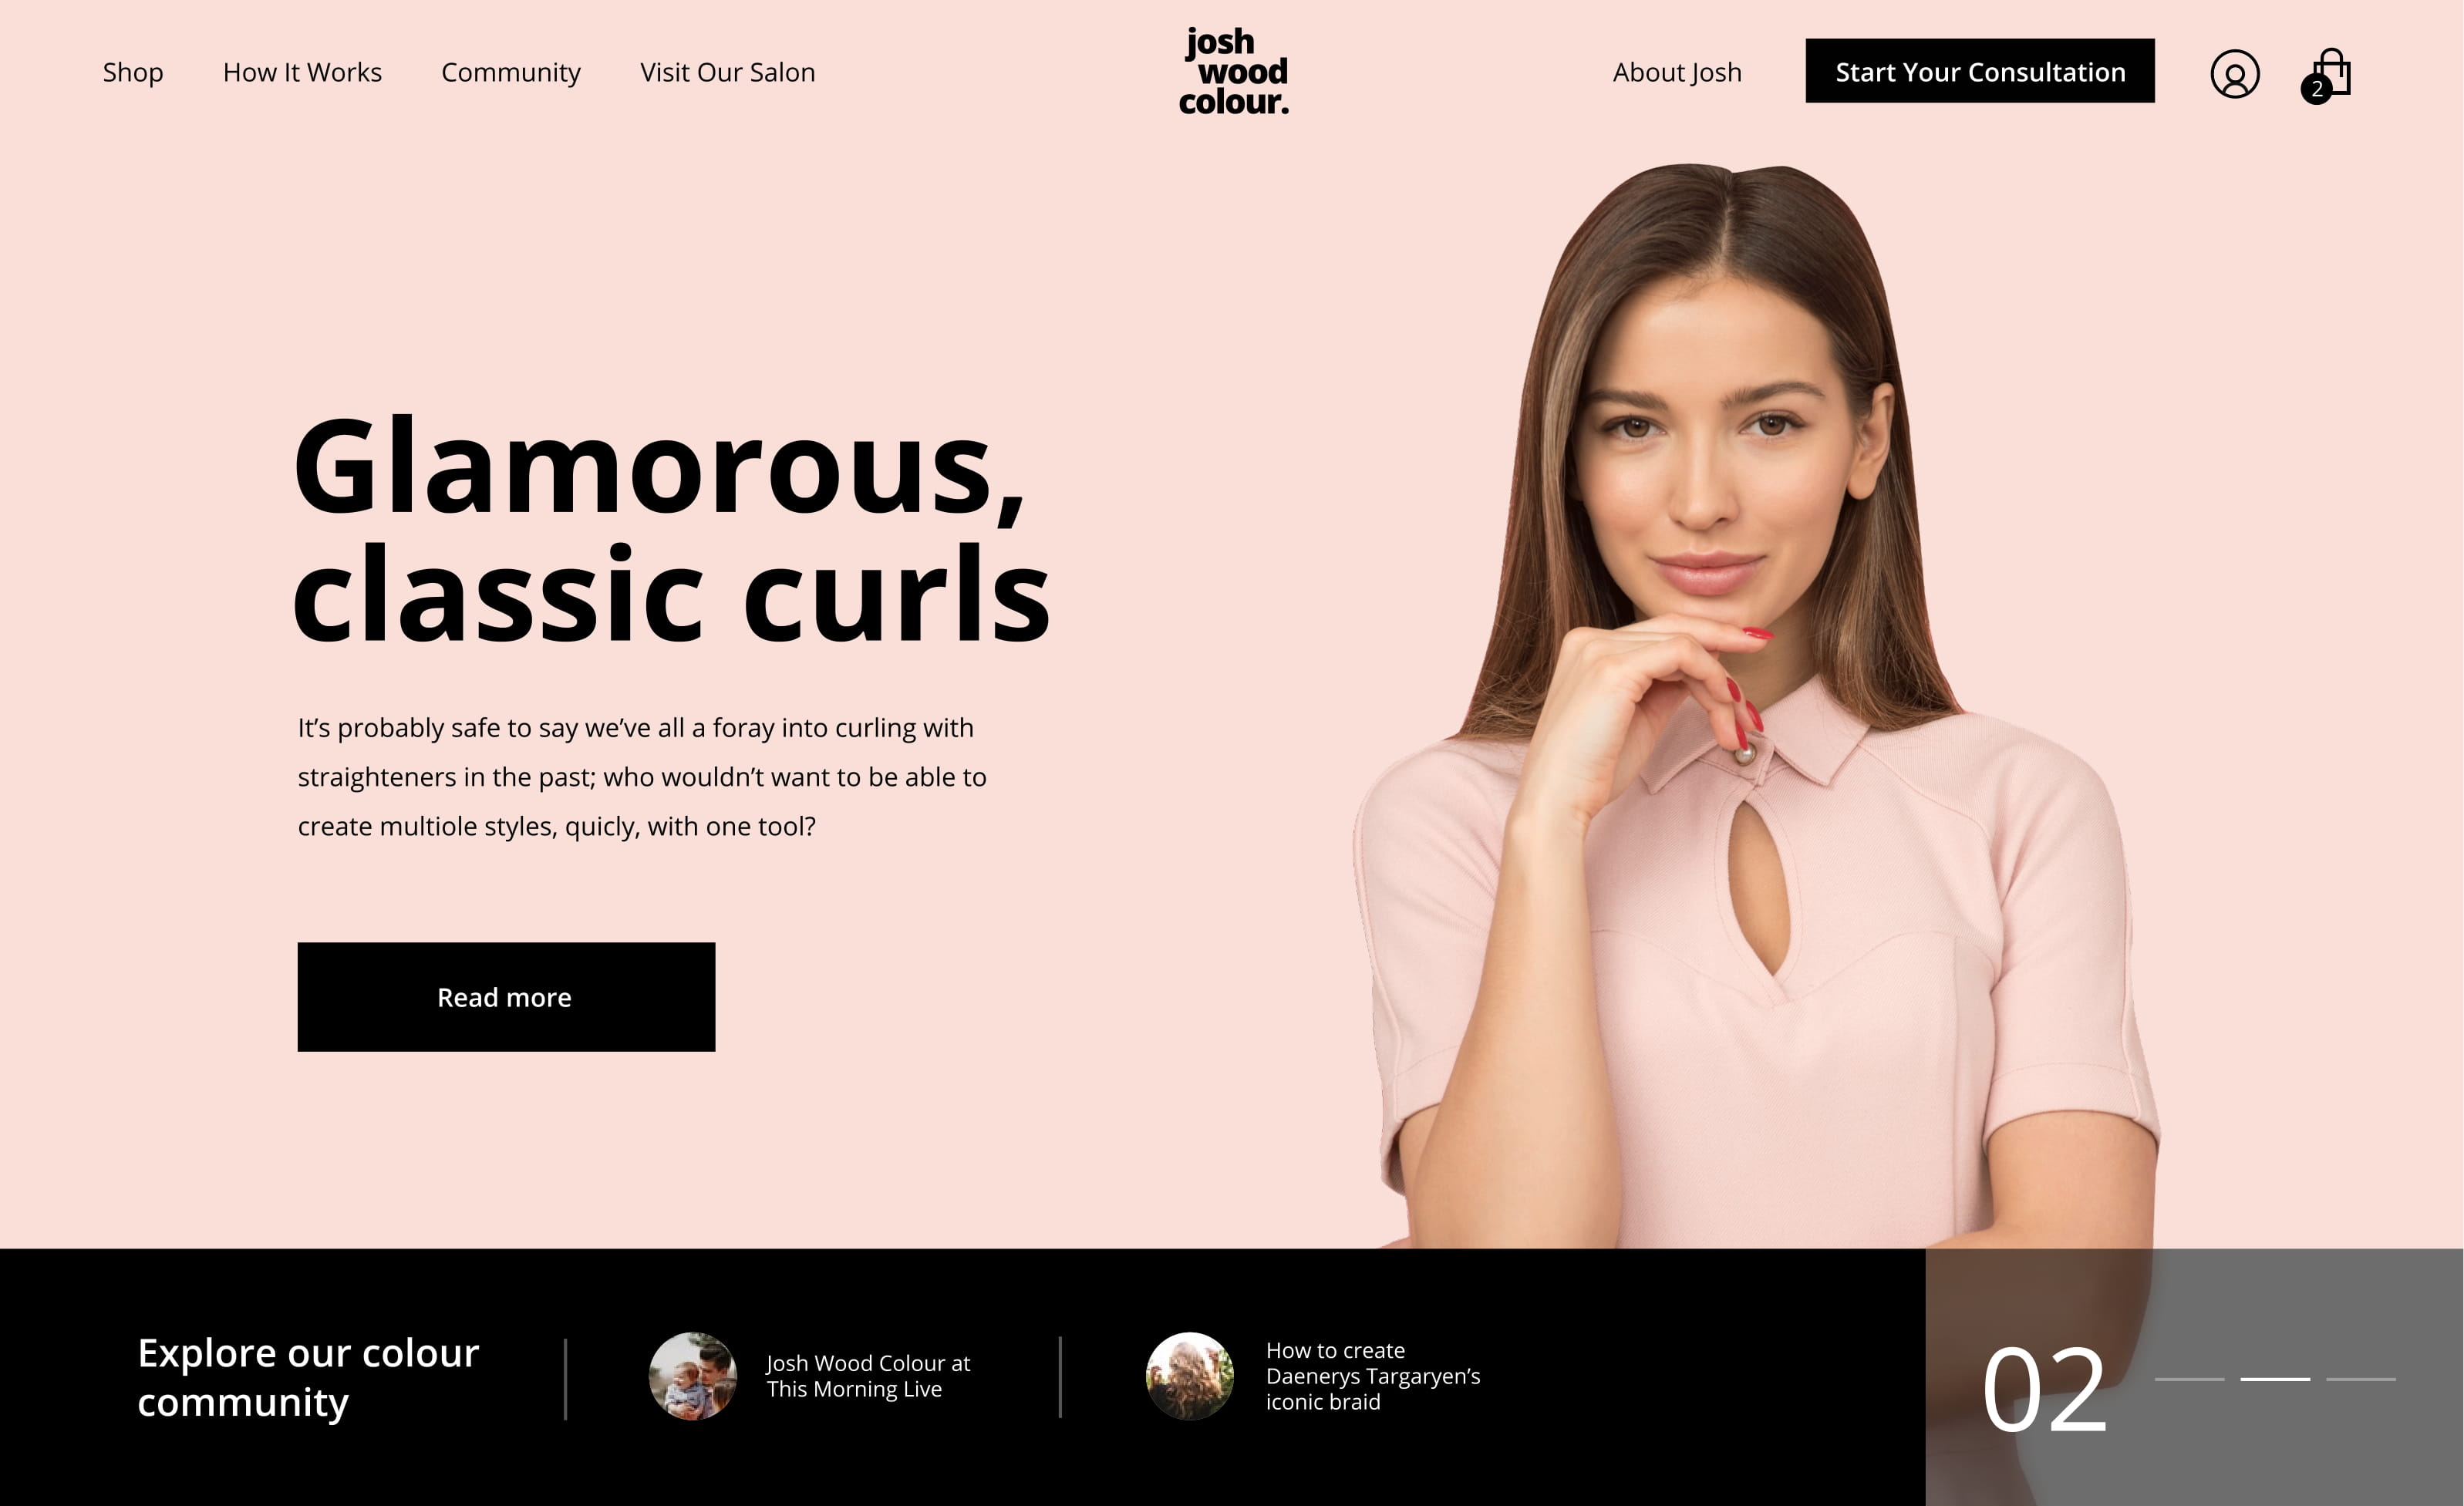 Shop How It Works Community Visit Our Salon
josh
wood
colour.
About Josh Start Your Consultation
2
Glamorous,
classic curls
It’s probably safe to say we’ve all a foray into curling with
straighteners in the past; who wouldn’t want to be able to
create multiole styles, quicly, with one tool?
Read more
Explore our colour
community
Josh Wood Colour at
This Morning Live
How to create
Daenerys Targaryen’s
iconic braid
02